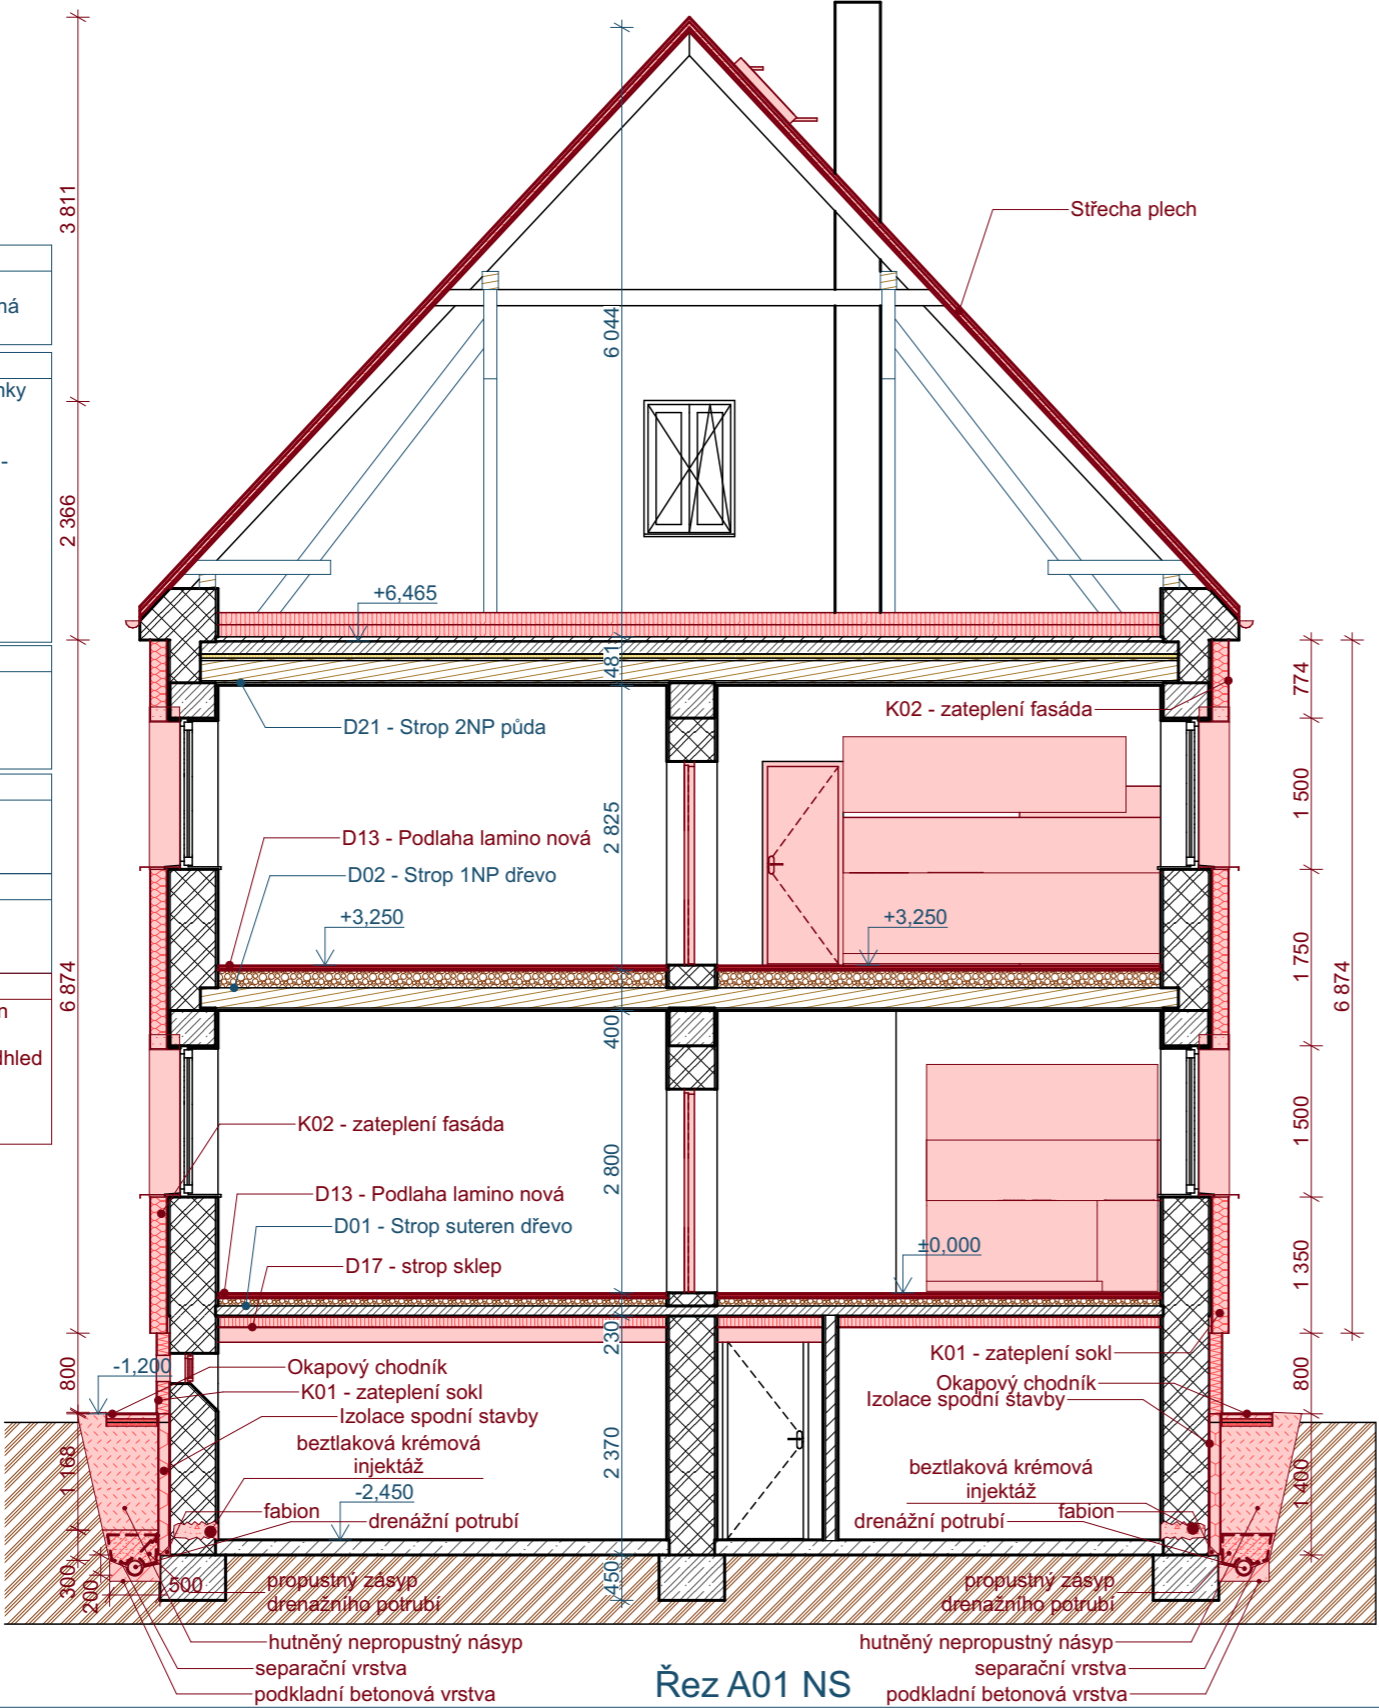 3 811
Střecha plech
ná
6 044
nky
-
2 366
+6,465
481
774
K02 - zateplení fasáda
D21 - Strop 2NP půda
1 500
2 825
D13 - Podlaha lamino nová
D02 - Strop 1NP dřevo
+3,250
+3,250
1 750
6 874
6 874
n
400
dhled
K02 - zateplení fasáda
1 500
2 800
D13 - Podlaha lamino nová
D01 - Strop suteren dřevo
±0,000
D17 - strop sklep
1 350
230
-1,200
Okapový chodník
K01 - zateplení sokl
800
800
K01 - zateplení sokl
Okapový chodník
Izolace spodní stavby
Izolace spodní stavby
beztlaková krémová
injektáž
1 168
2 370
beztlaková krémová
injektáž
1 400
-2,450
fabion
drenážní potrubí
fabion
drenážní potrubí
300
200
500
450
propustný zásyp
drenažního potrubí
propustný zásyp
drenažního potrubí
hutněný nepropustný násyp
hutněný nepropustný násyp
separační vrstva
separační vrstva
podkladní betonová vrstva
podkladní betonová vrstva
Řez A01 NS